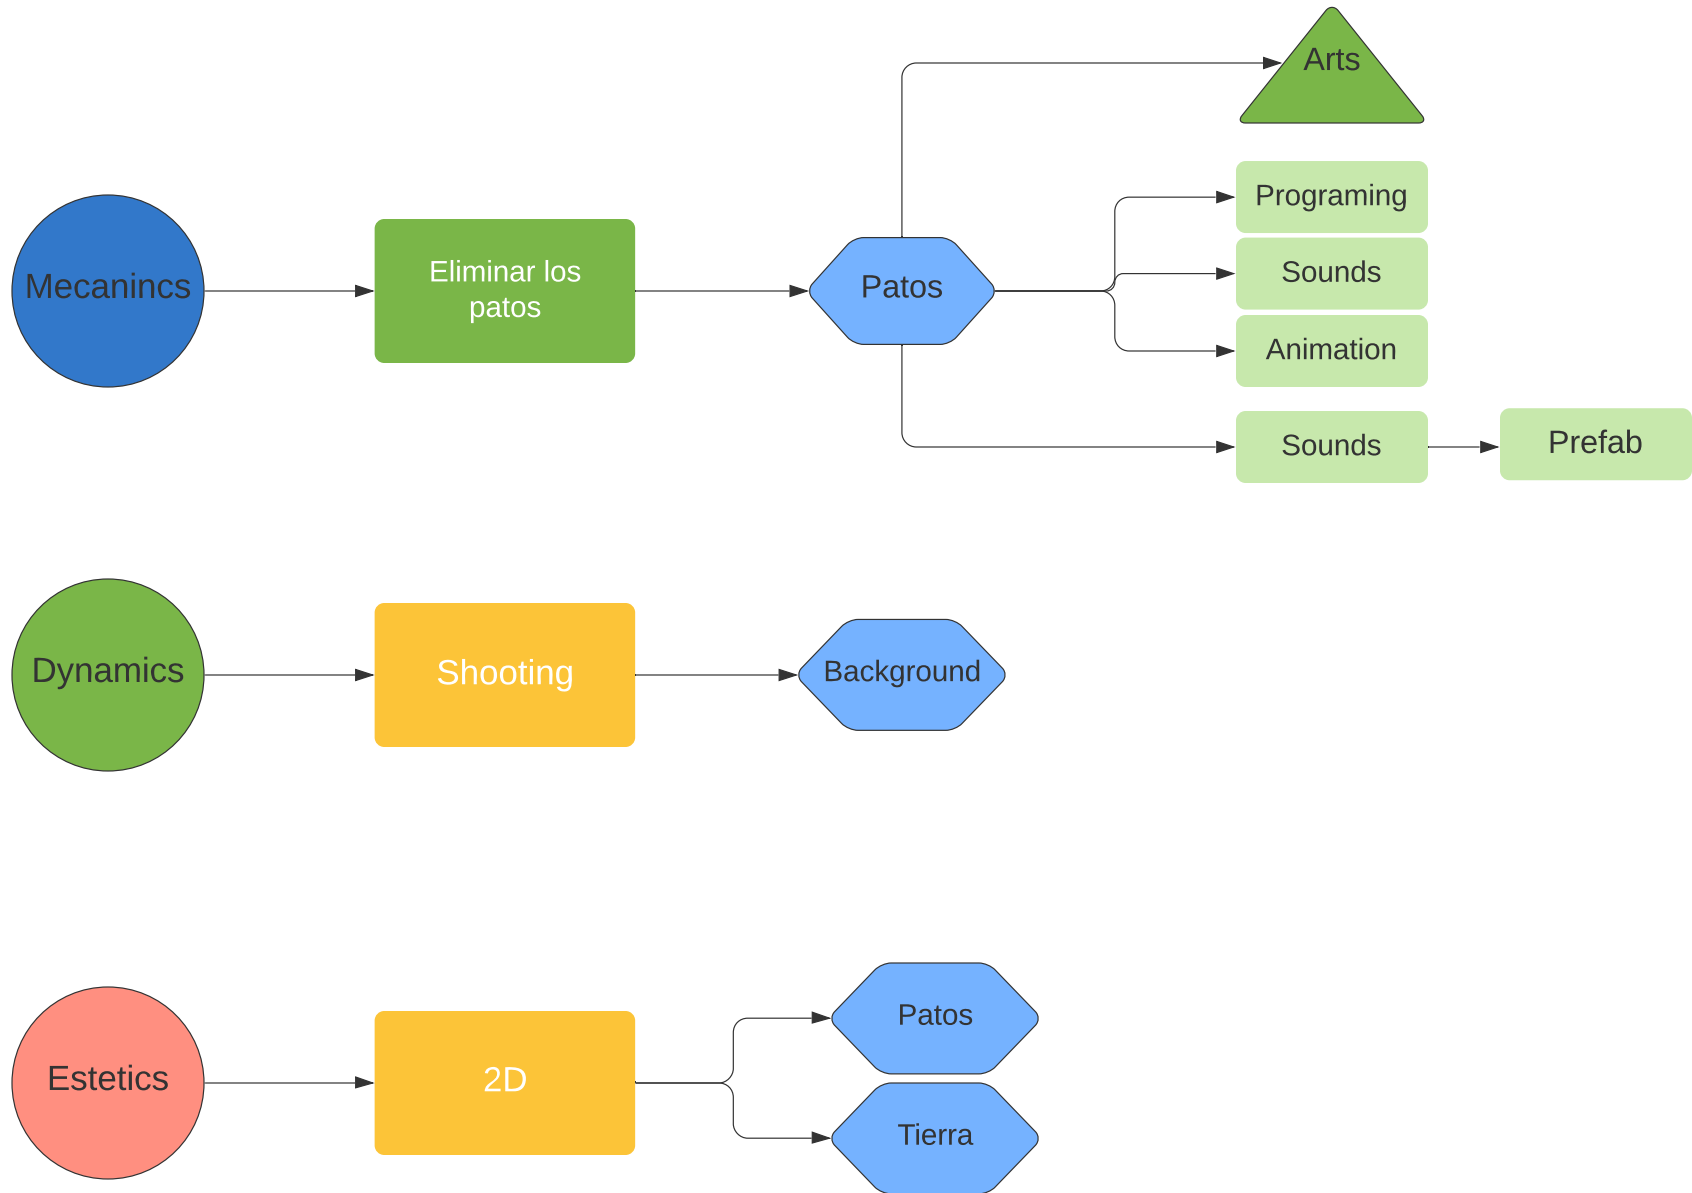 Arts
Programing
Mecanincs
Eliminar los
patos
Patos
Sounds
Animation
Sounds
Prefab
Dynamics
Shooting
Background
Estetics
2D
Patos
Tierra